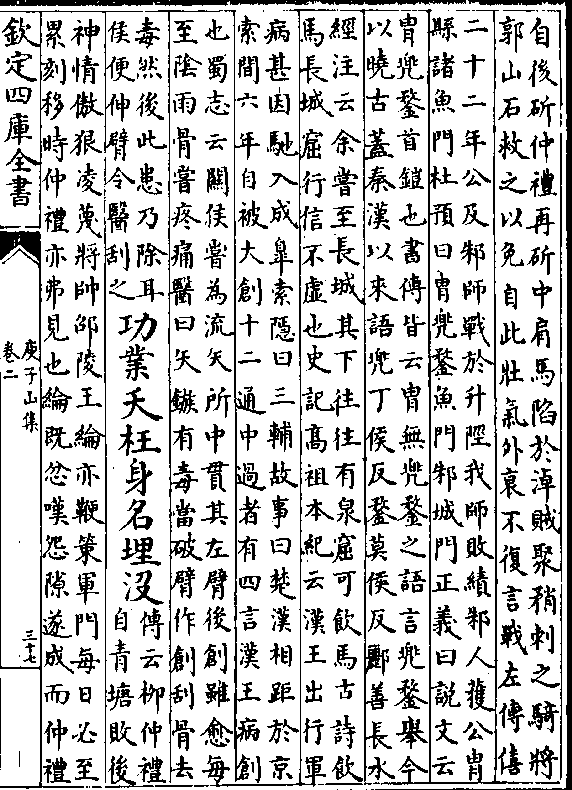 自後斫仲禮再斫中肩馬陷於淖賊聚矟刺之騎將
郭山石救之以免自此壯氣外衰不復言戰左傳僖
二十二年公及邾師戰於升陘我師敗績邾人獲公冑
縣諸魚門杜預曰冑兜鍪魚門邾城門正義曰說文云
冑兜鍪首鎧也書傳皆云冑無兜鍪之語言兜鍪舉今
以曉古蓋秦漢以來語兜丁侯反鍪莫侯反酈善長水
經注云余嘗至長城其下往往有泉窟可飲馬古詩飲
馬長城窟行信不虛也史記高祖本紀云漢王出行軍
病甚因馳入成臯索隱曰三輔故事曰楚漢相距於京
索間六年自被大創十二通中過者有四言漢王病創
也蜀志云關侯嘗為流矢所中貫其左臂後創雖愈每
至陰雨骨嘗疼痛醫曰矢鏃有毒當破臂作創刮骨去
毒然後此患乃除耳
侯便伸臂令醫刮之
功業夭枉身名埋沒
傳云柳仲禮
自青塘敗後
神情傲狠凌蔑將帥邵陵王綸亦鞭策軍門每日必至
累刻移時仲禮亦弗見也綸既忿嘆怨隙遂成而仲禮
欽定四庫全書
庾子山集
卷二
三十七